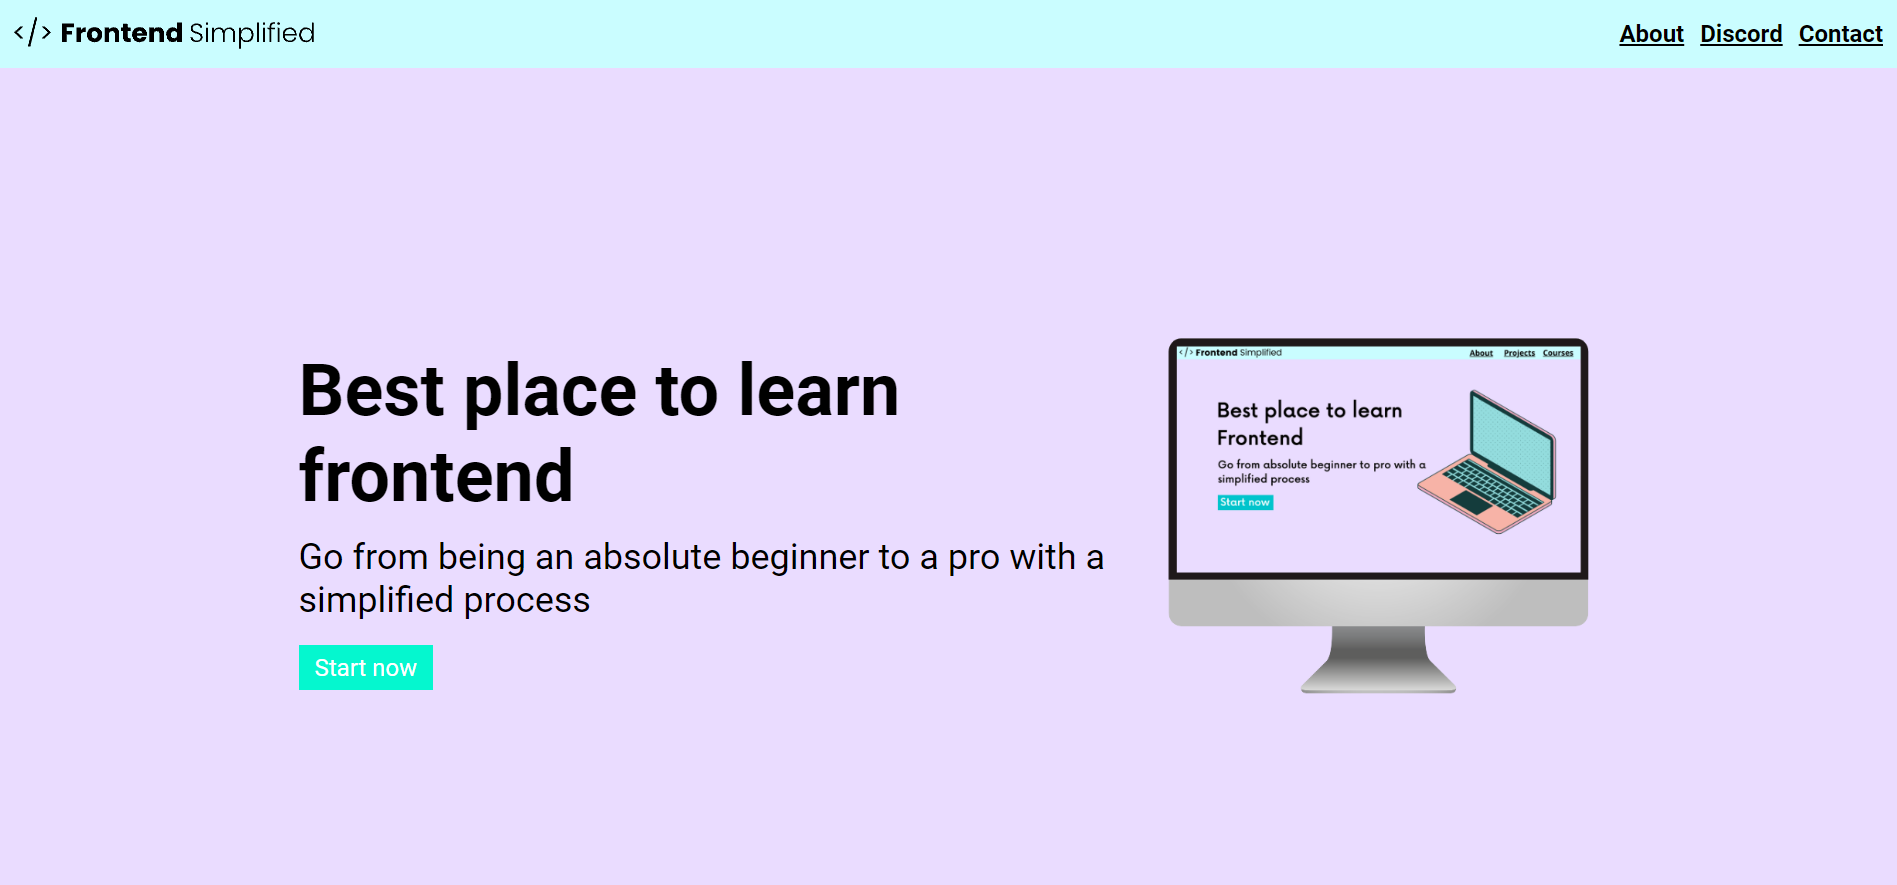 </> Frontend Simplified
About Discord Contact
Best place to learn
frontend
Go from being an absolute beginner to a pro with a
simplified process
Start now
</> Frontend Simplified
About Projects Courses
Best place to learn
Frontend
Go from absolute beginner to pro with a
simplified process
Start now